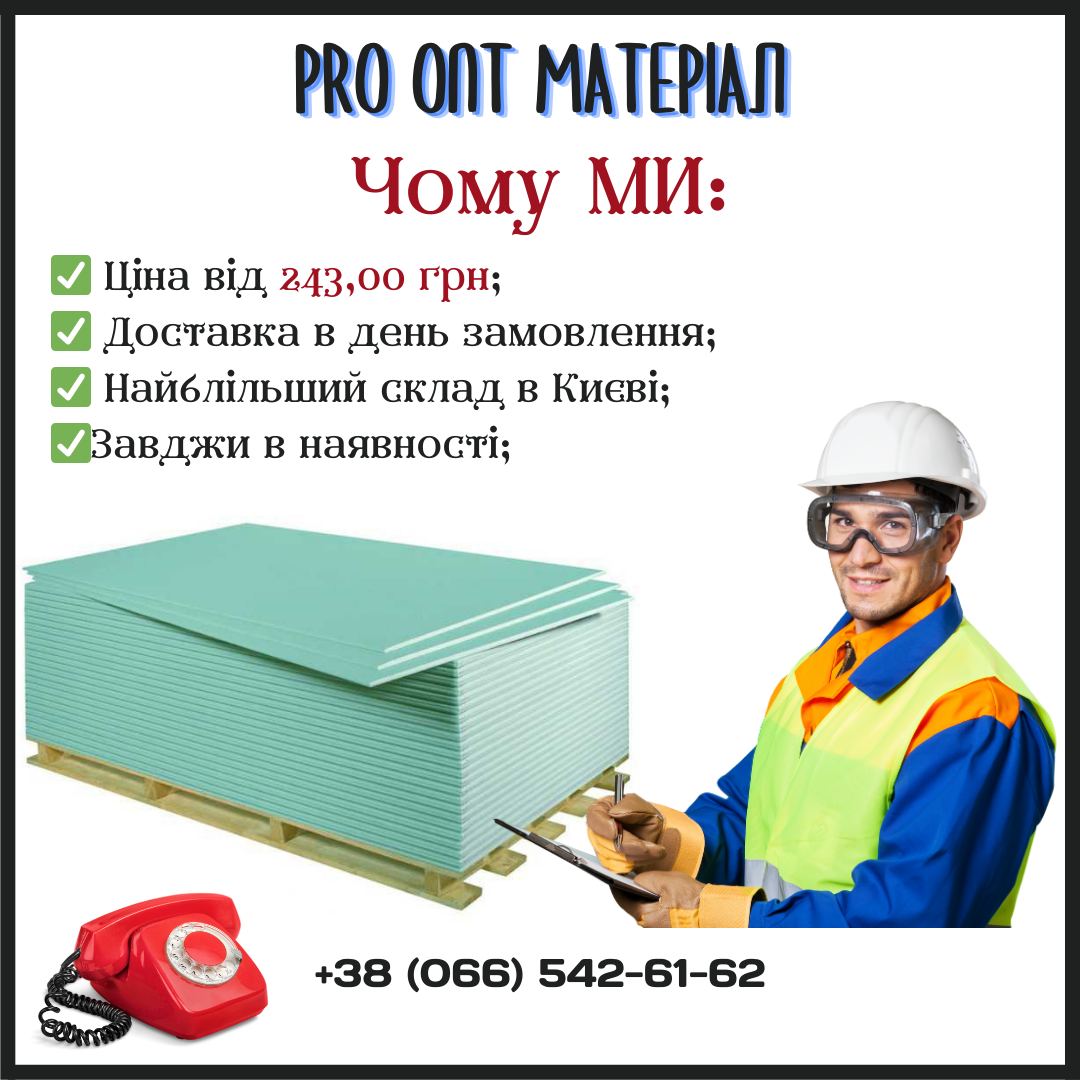 PRO ОПТ МАТЕРІАЛ
Чому МИ:
✅ Ціна від 243,00 грн;
✅ Доставка в день замовлення;
✅ Найблільший склад в Києві;
✅Завджи в наявності;
+38 (066) 542-61-62